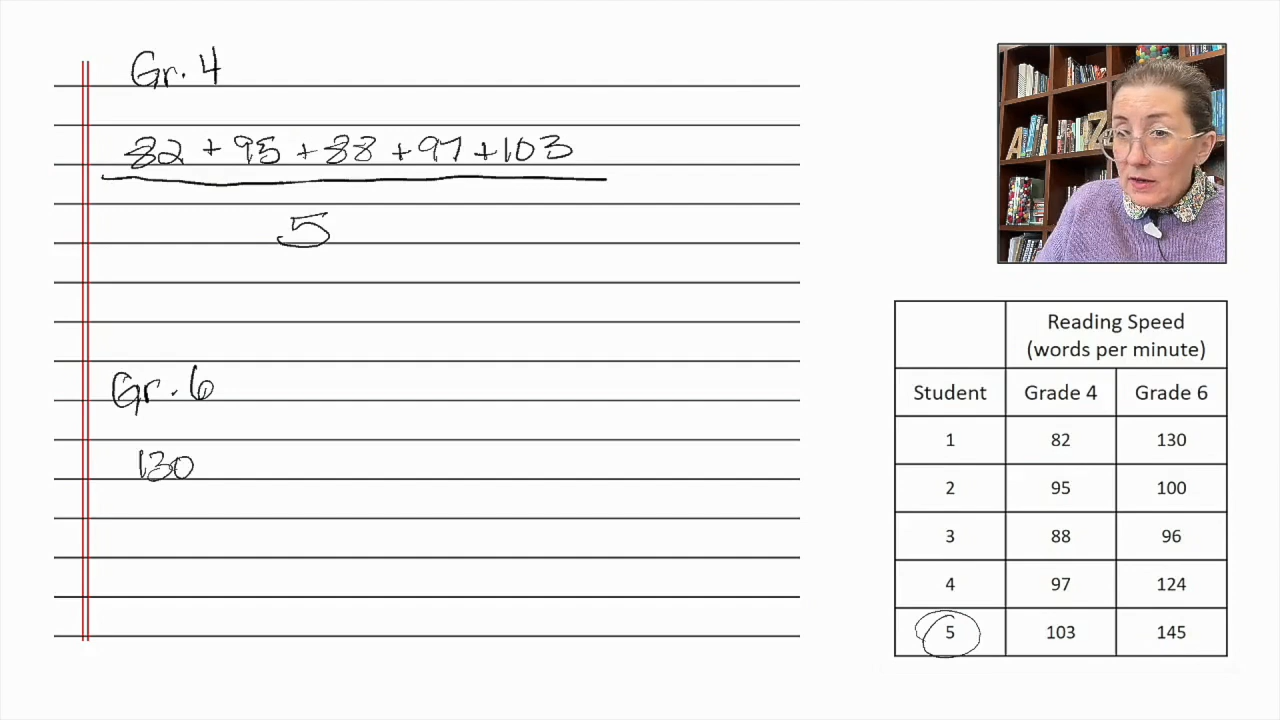 Gr. 4
82 + 95 + 88 + 97 + 103
5
Gr. 6
130
A Z
Reading Speed
(words per minute)
Student Grade 4 Grade 6
1 82 130
2 95 100
3 88 96
4 97 124
5 103 145